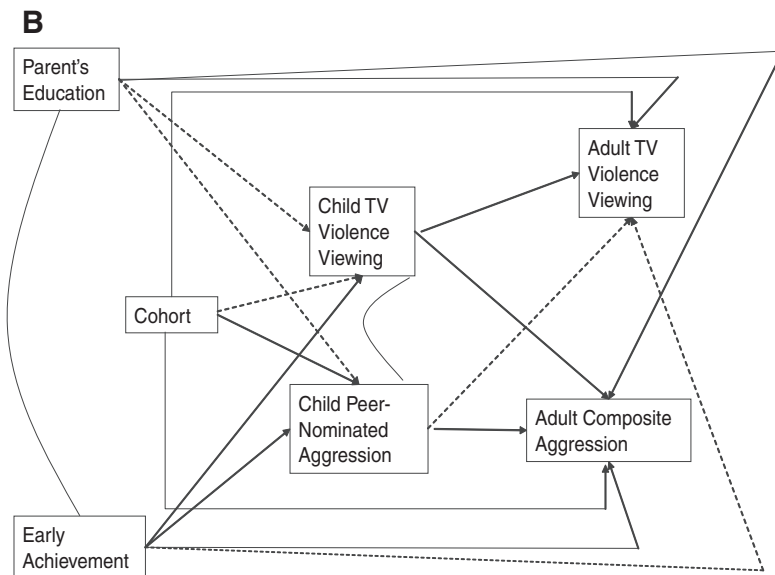 B
Parent's
Education
Adult TV
Violence
Viewing
Child TV
Violence
Viewing
Cohort
Child Peer-
Nominated
Aggression
Adult Composite
Aggression
Early
Achievement